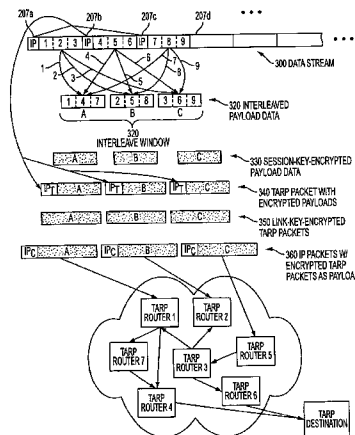 207a 207b 207c 207d
IP 1 2 3 IP 4 5 6 IP 7 8 9
300 DATA STREAM
1 2 3 4 5 6 7 8 9
1 4 7 2 5 8 3 6 9
A B C
320 INTERLEAVED
PAYLOAD DATA
320
INTERLEAVE WINDOW
A B C
330 SESSION-KEY-ENCRYPTED
PAYLOAD DATA
IPT A IPT B IPT C
340 TARP PACKET WITH
ENCRYPTED PAYLOADS
A B C
350 LINK-KEY-ENCRYPTED
TARP PACKETS
IPC A IPC B IPC C
360 IP PACKETS W/
ENCRYPTED TARP
PACKETS AS PAYLOA
TARP
ROUTER 1
TARP
ROUTER 2
TARP
ROUTER 7
TARP
ROUTER 3
TARP
ROUTER 5
TARP
ROUTER 4
TARP
ROUTER 6
TARP
DESTINATION